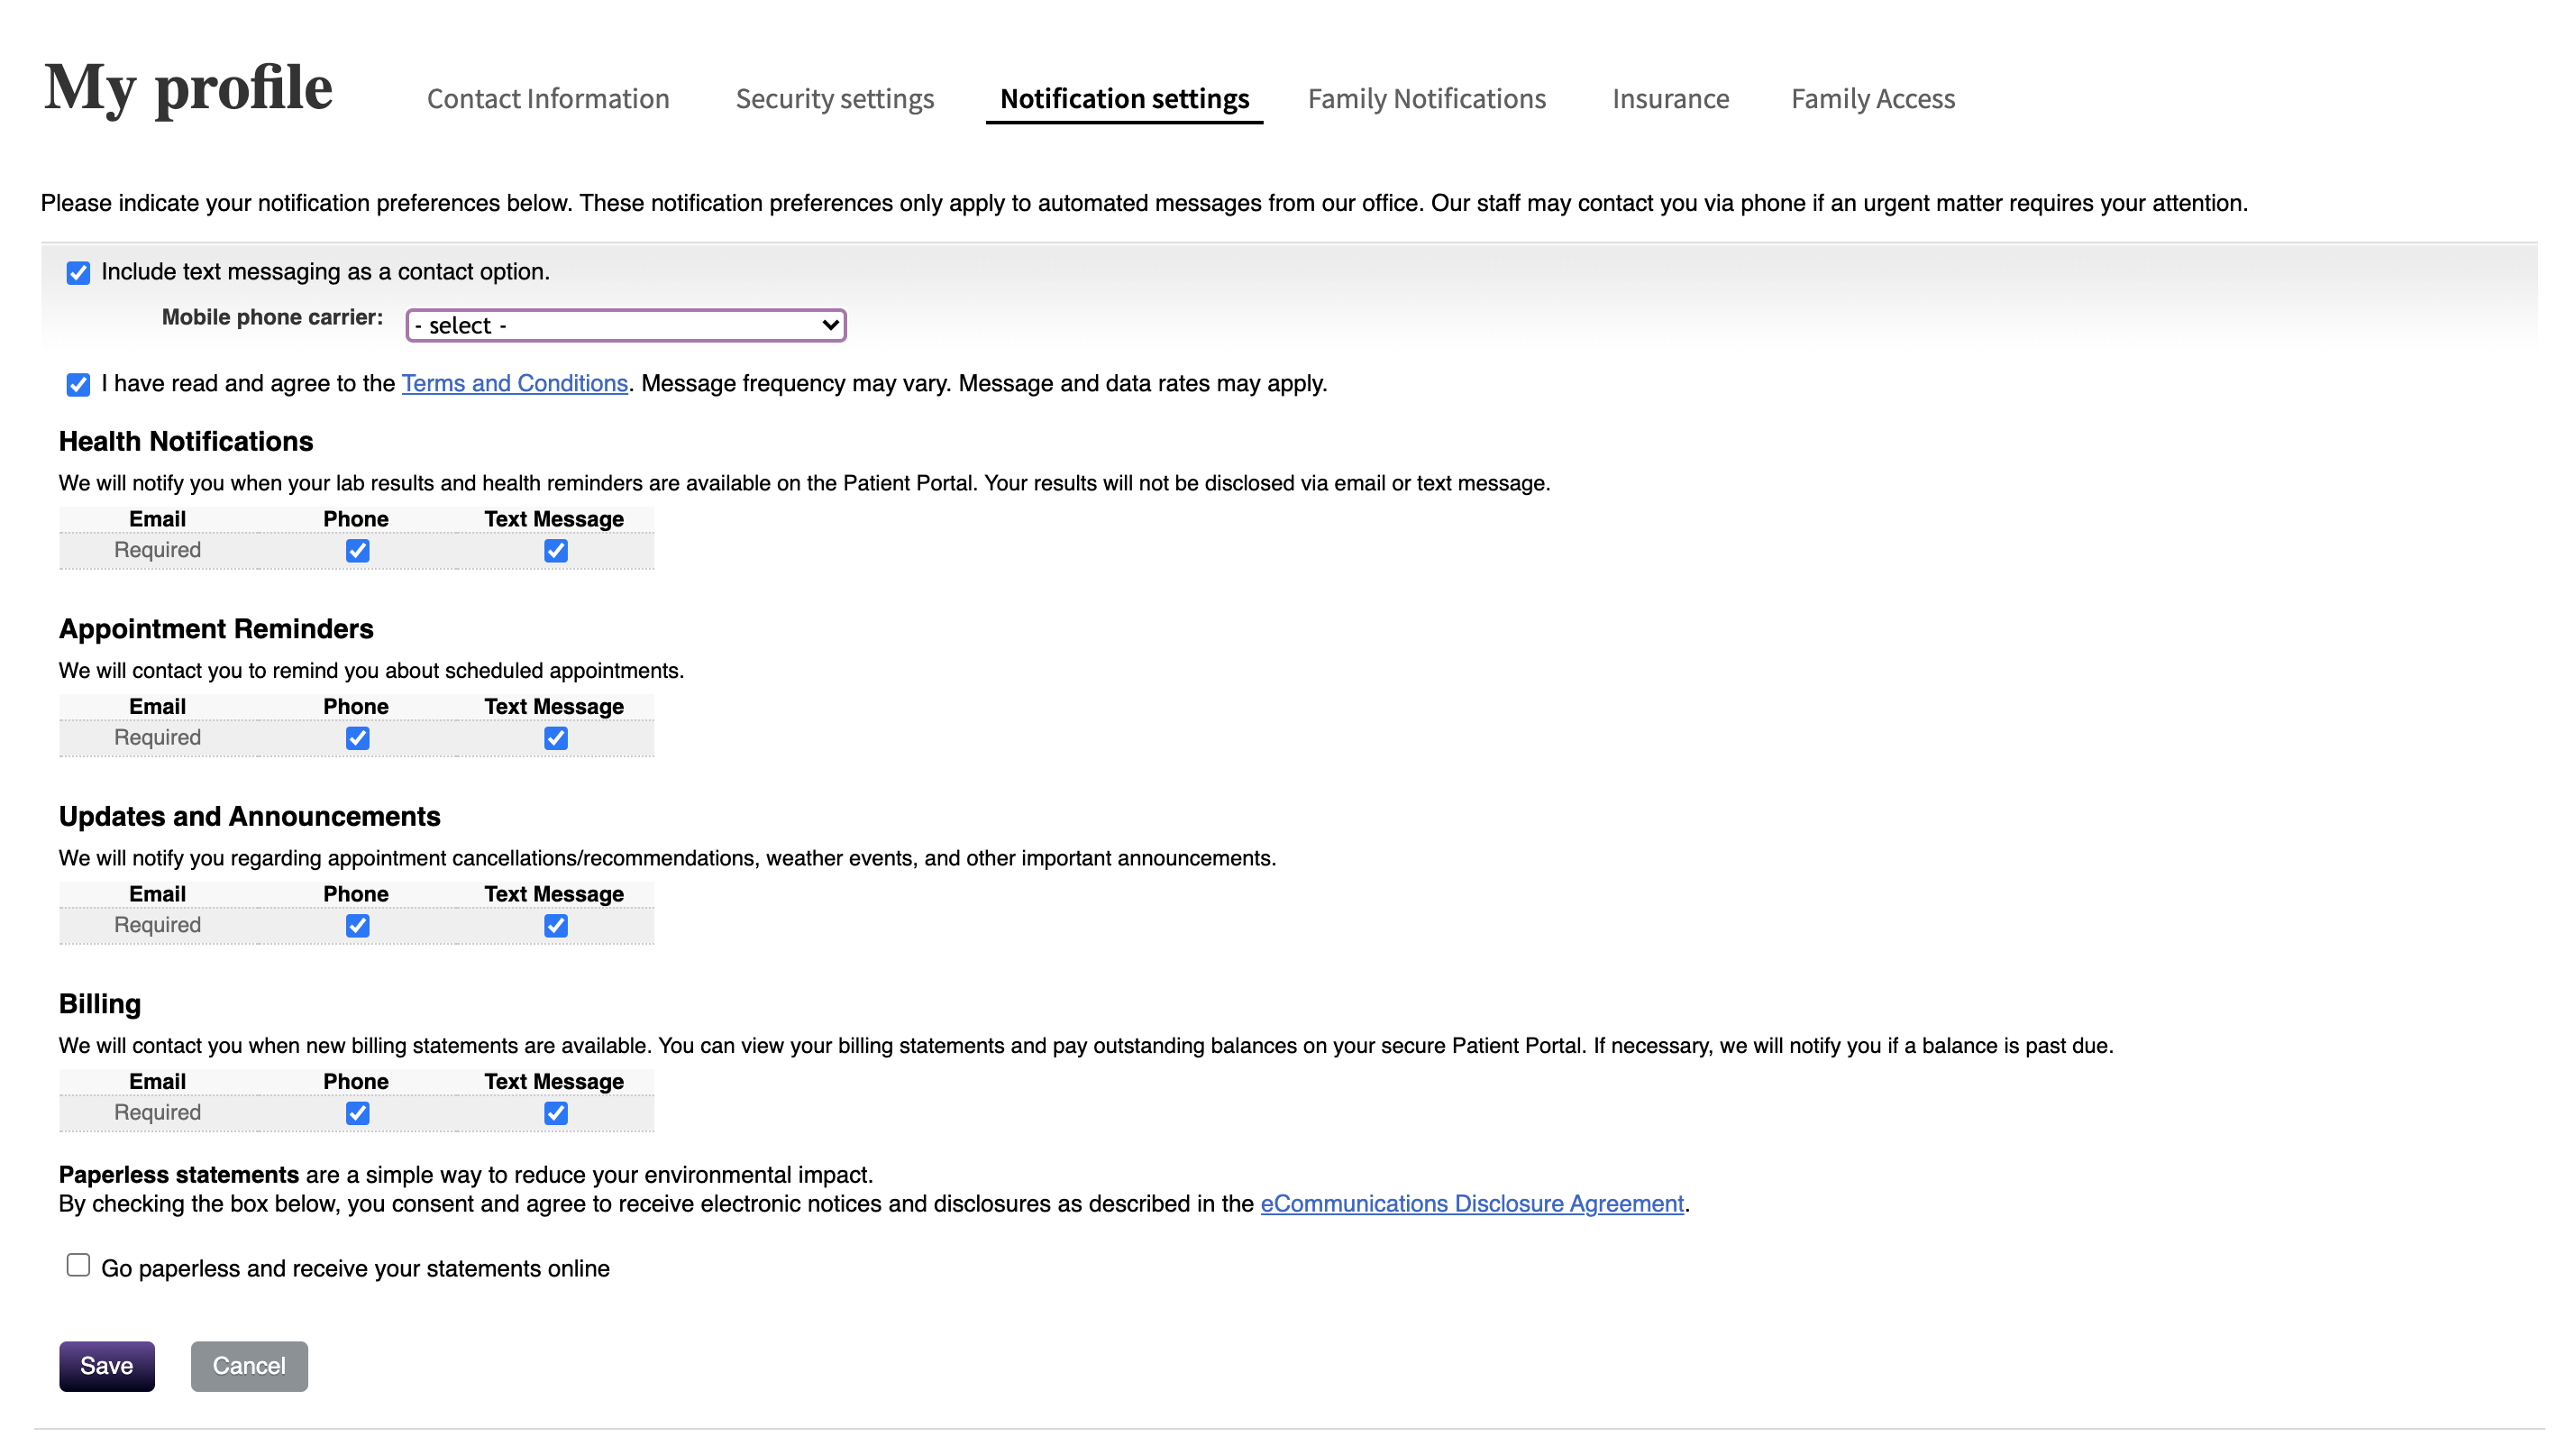 My profile
Contact Information Security settings Notification settings Family Notifications Insurance Family Access
Please indicate your notification preferences below. These notification preferences only apply to automated messages from our office. Our staff may contact you via phone if an urgent matter requires your attention.
Include text messaging as a contact option.
Mobile phone carrier: - select -
I have read and agree to the Terms and Conditions. Message frequency may vary. Message and data rates may apply.
Health Notifications
We will notify you when your lab results and health reminders are available on the Patient Portal. Your results will not be disclosed via email or text message.
Email Phone Text Message
Required
Appointment Reminders
We will contact you to remind you about scheduled appointments.
Email Phone Text Message
Required
Updates and Announcements
We will notify you regarding appointment cancellations/recommendations, weather events, and other important announcements.
Email Phone Text Message
Required
Billing
We will contact you when new billing statements are available. You can view your billing statements and pay outstanding balances on your secure Patient Portal. If necessary, we will notify you if a balance is past due.
Email Phone Text Message
Required
Paperless statements are a simple way to reduce your environmental impact.
By checking the box below, you consent and agree to receive electronic notices and disclosures as described in the eCommunications Disclosure Agreement.
Go paperless and receive your statements online
Save Cancel